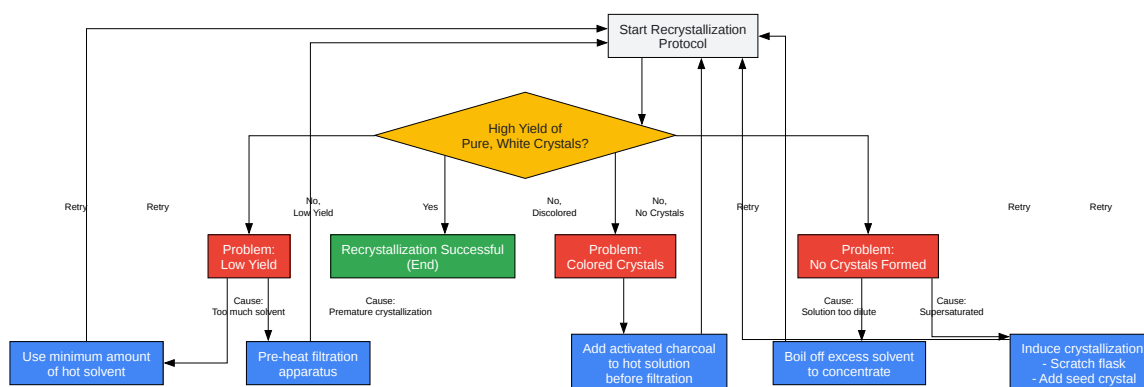 Start Recrystallization
Protocol
High Yield of
Pure, White Crystals?
Retry
Retry
No,
Low Yield
Yes
No,
Discolored
No,
No Crystals
Retry
Retry
Retry
Problem:
Low Yield
Recrystallization Successful
(End)
Problem:
Colored Crystals
Problem:
No Crystals Formed
Cause:
Too much solvent
Cause:
Premature crystallization
Cause:
Solution too dilute
Cause:
Supersaturated
Use minimum amount
of hot solvent
Pre-heat filtration
apparatus
Add activated charcoal
to hot solution
before filtration
Boil off excess solvent
to concentrate
Induce crystallization
- Scratch flask
- Add seed crystal